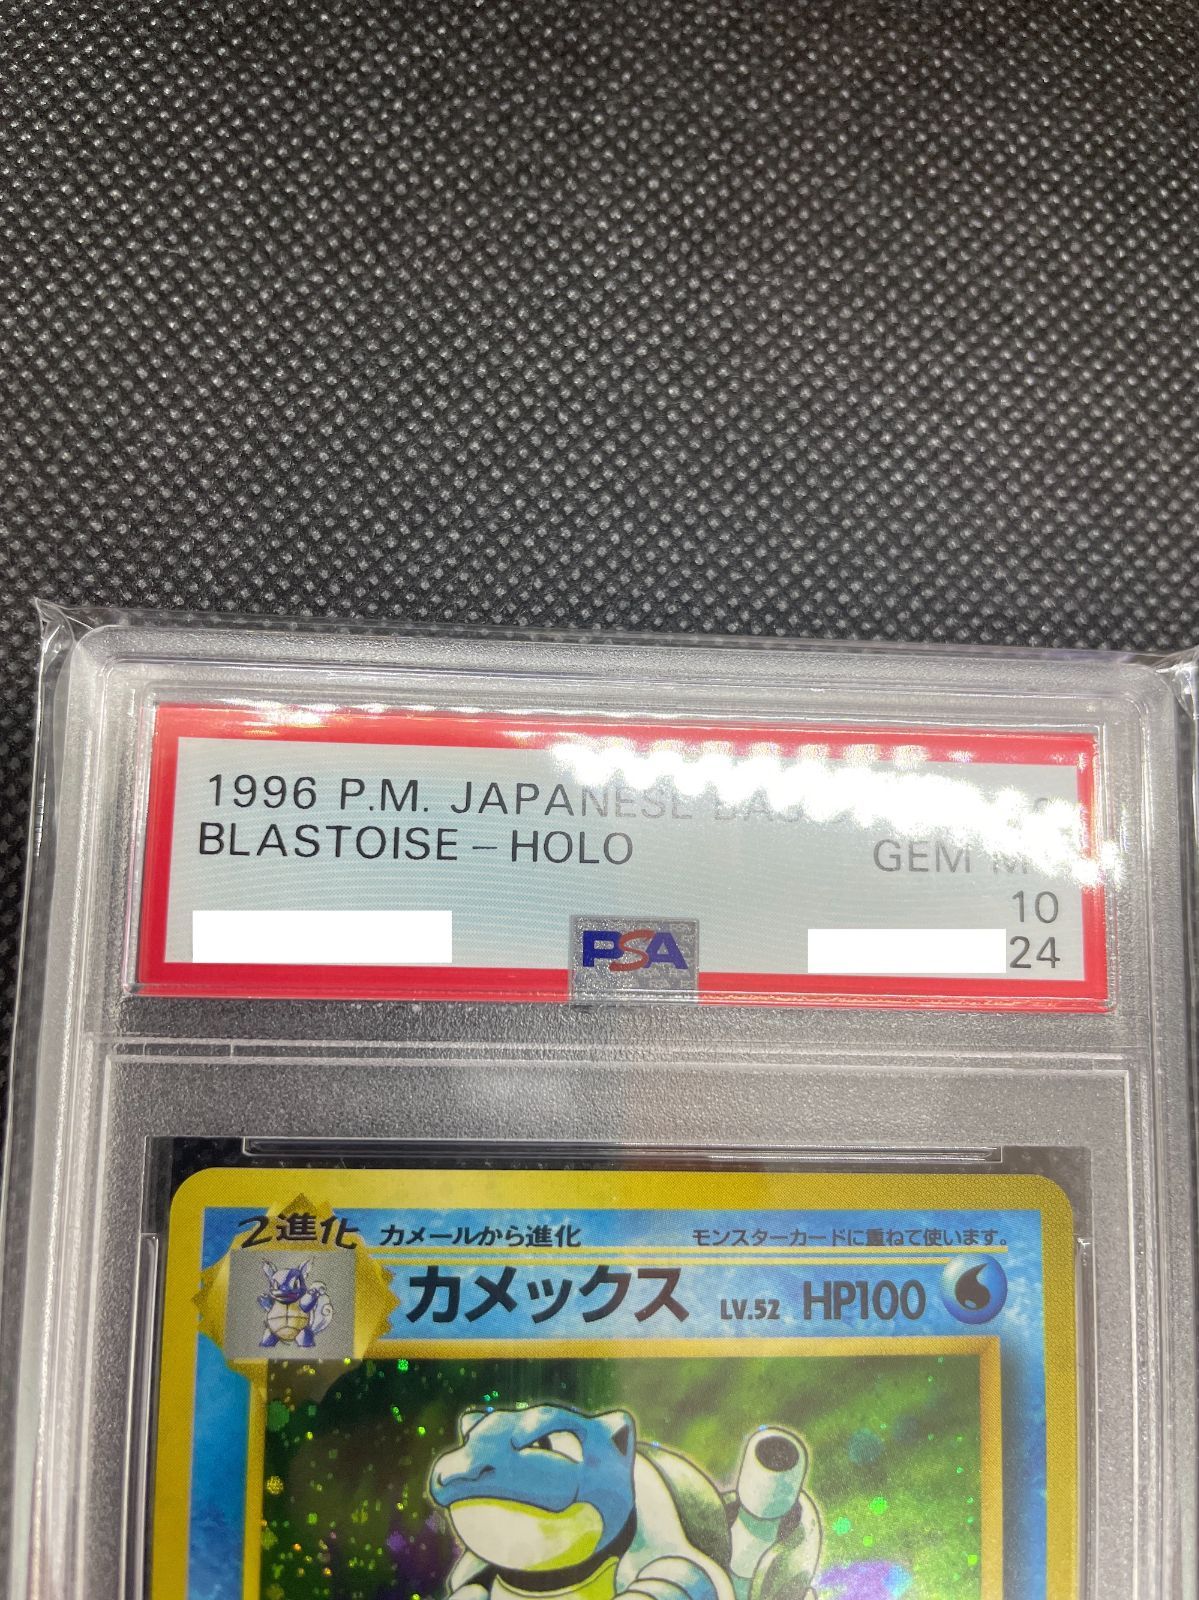 1996 P.M. JAPANESE
BLASTOISE - HOLO
GEM
10
24
PSA
2進化 カメールから進化 モンスターカードに重ねて使います。
カメックス LV.52 HP100